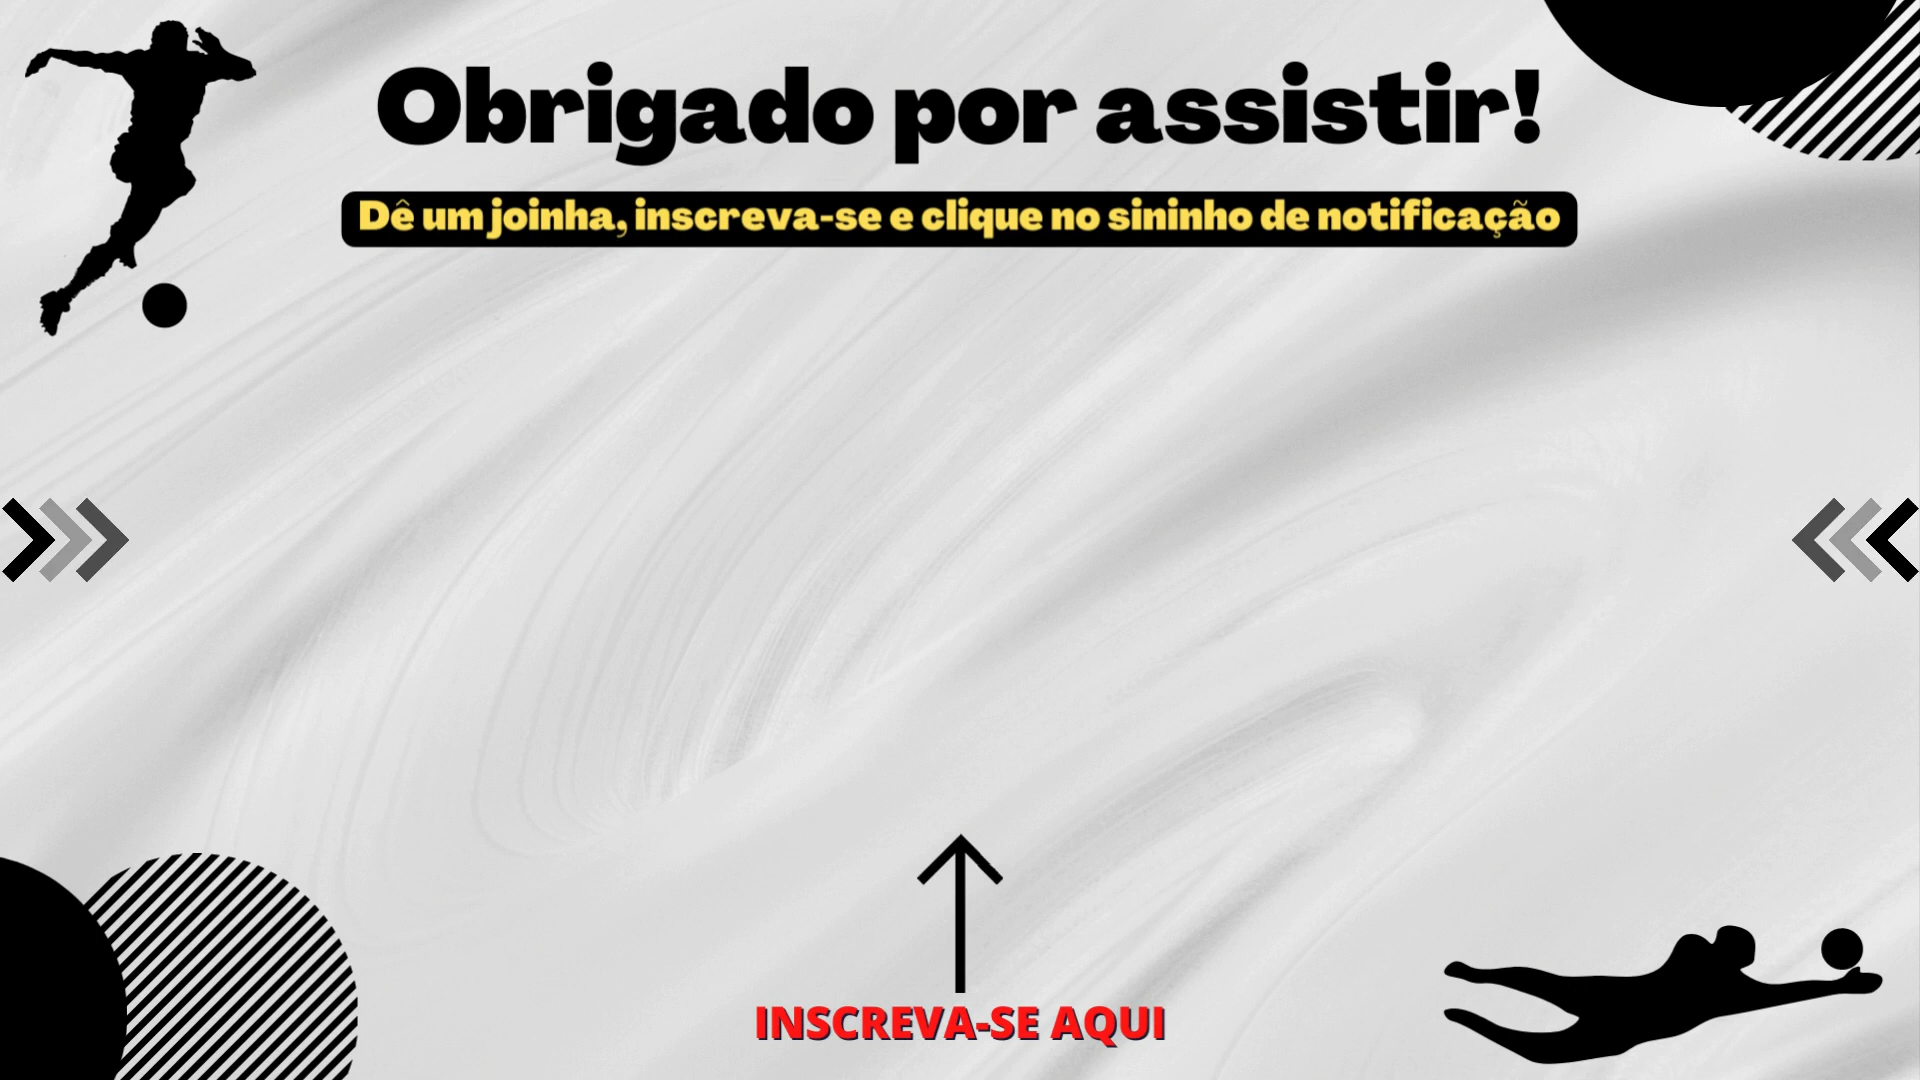 Obrigado por assistir!
Dê um joinha, inscreva-se e clique no sininho de notificação
INSCREVA-SE AQUI